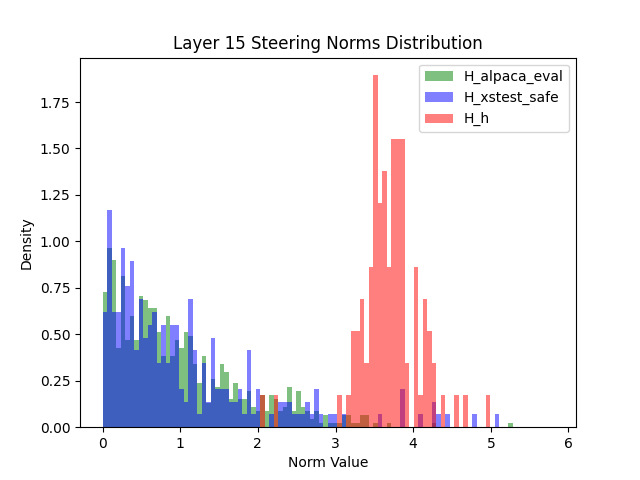 Layer 15 Steering Norms Distribution
H_alpaca_eval
H_xstest_safe
H_h
Density
1.75
1.50
1.25
1.00
0.75
0.50
0.25
0.00
0 1 2 3 4 5 6
Norm Value